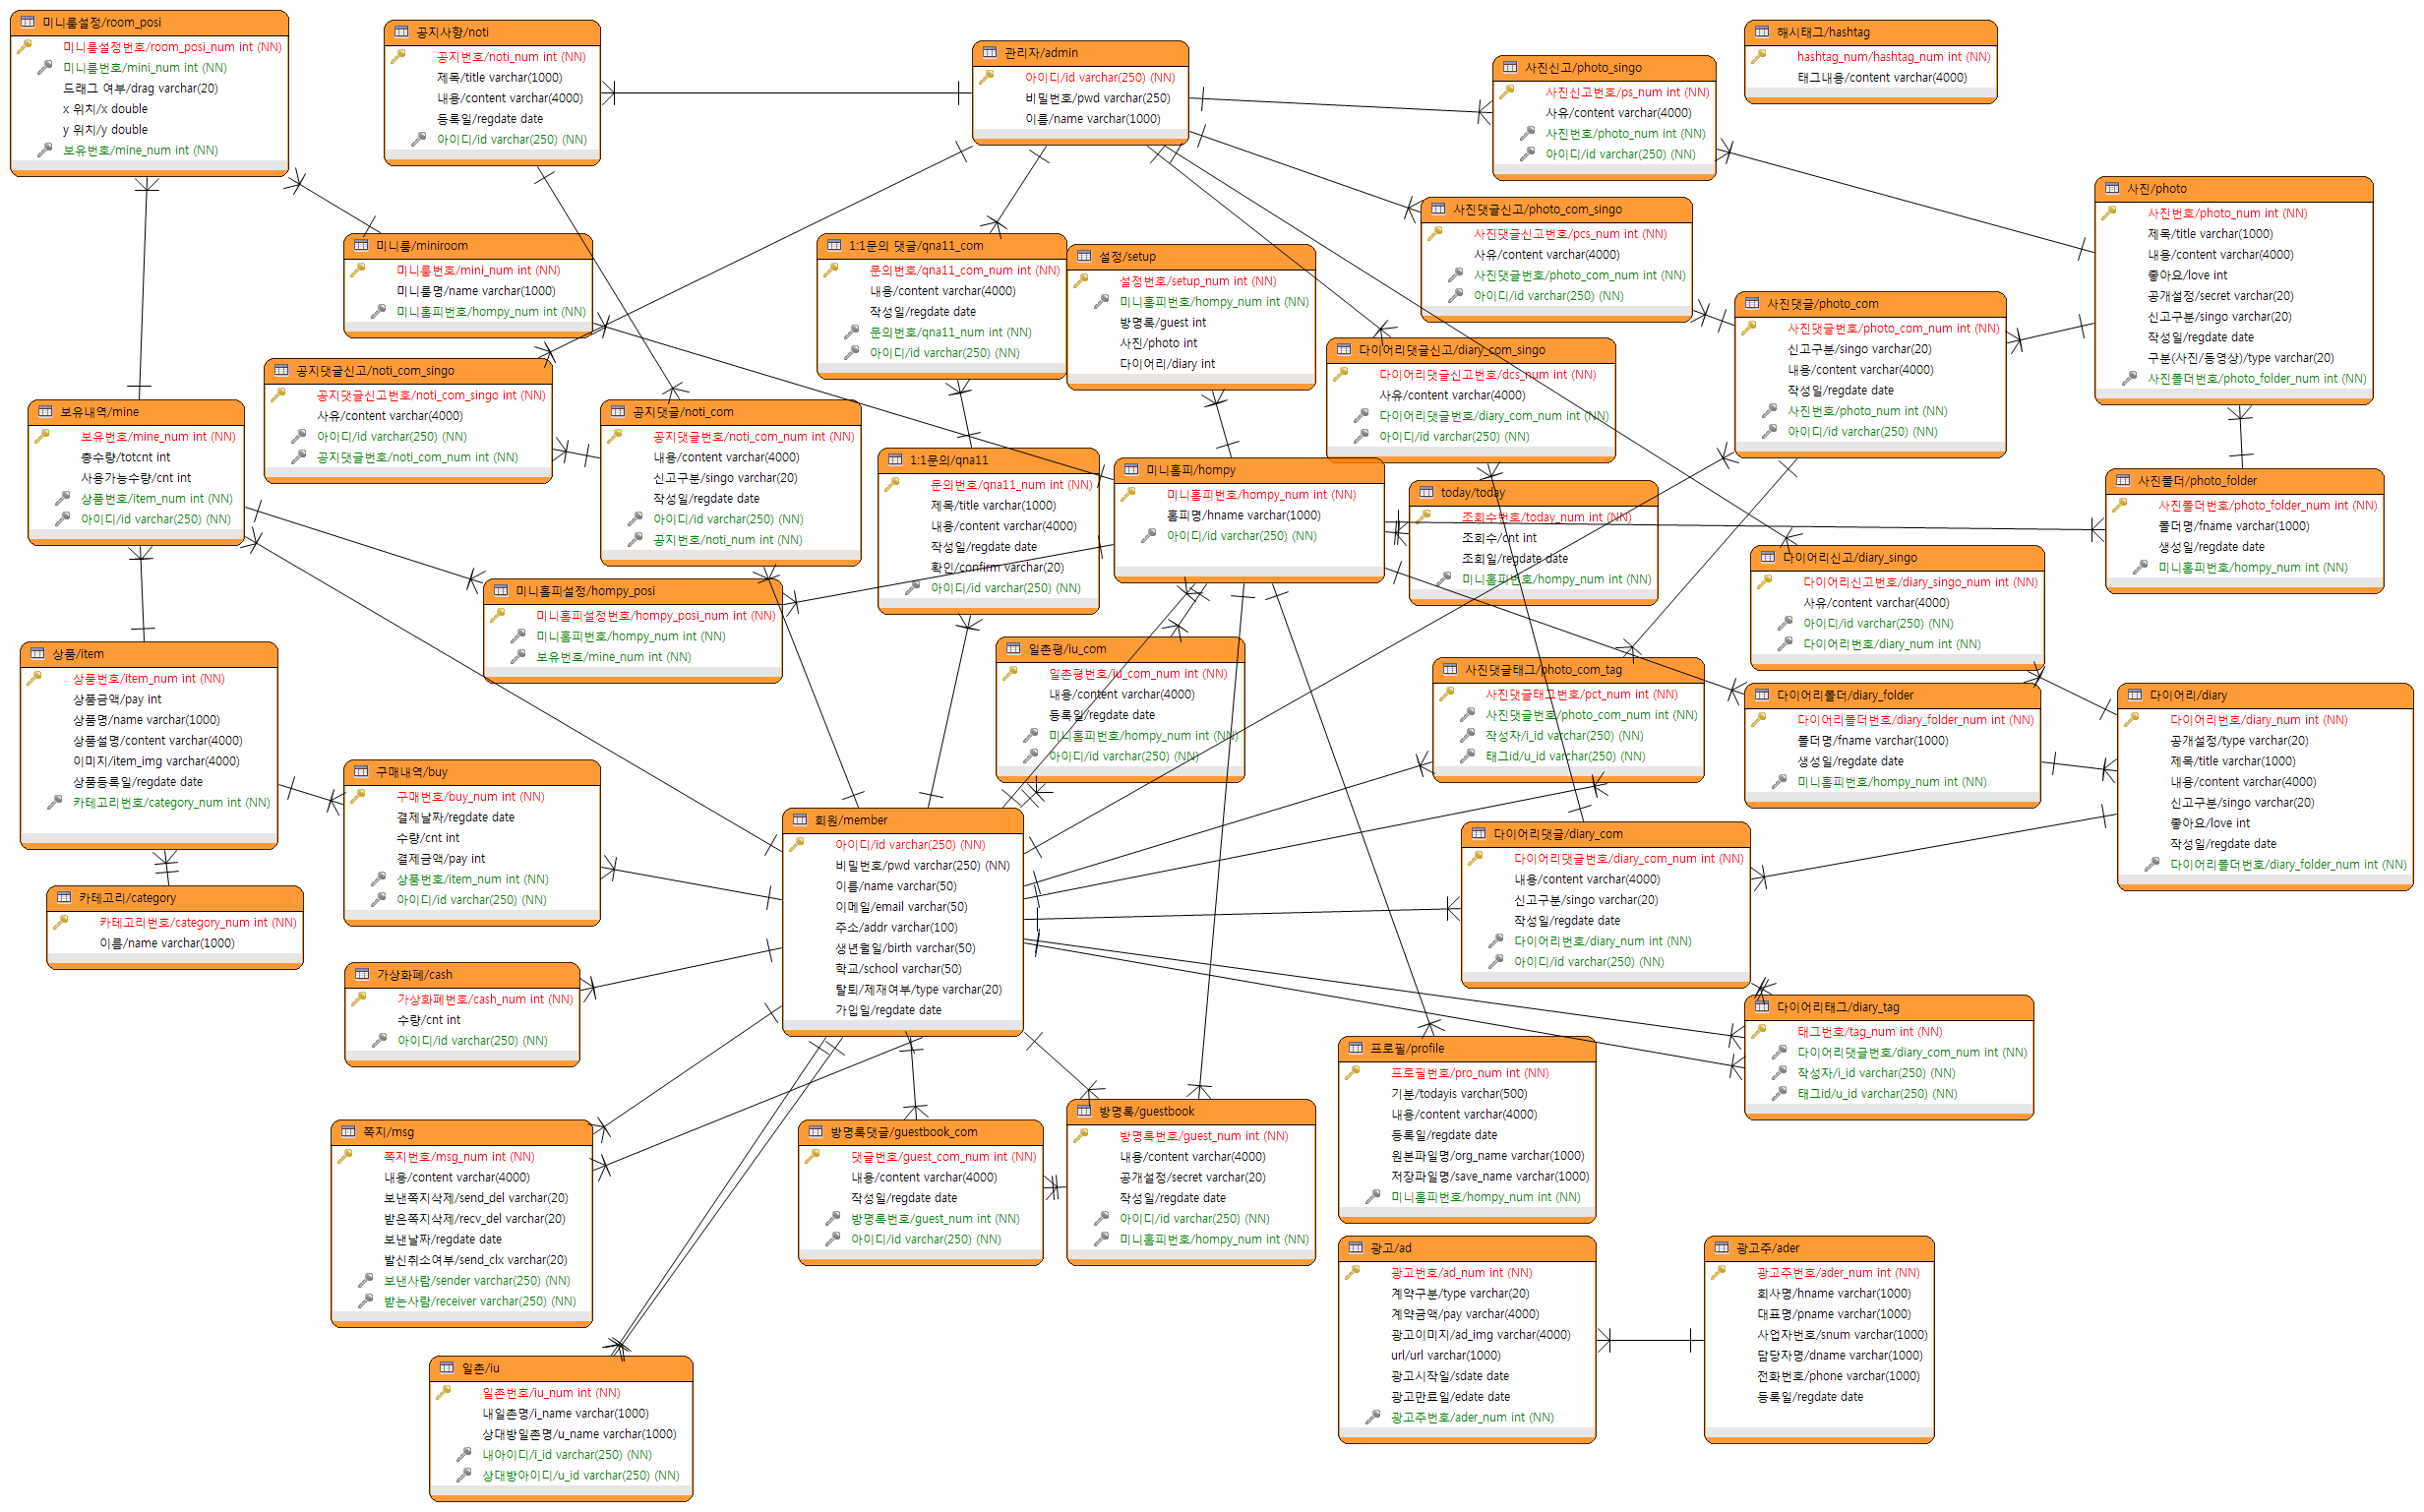 미니룸설정/room_posi
미니룸설정번호/room_posi_num int (NN)
미니룸번호/mini_num int (NN)
드래그 여부/drag varchar(20)
x 위치/x double
y 위치/y double
보유번호/mine_num int (NN)
공지사항/noti
공지번호/noti_num int (NN)
제목/title varchar(1000)
내용/content varchar(4000)
등록일/regdate date
아이디/id varchar(250) (NN)
관리자/admin
아이디/id varchar(250) (NN)
비밀번호/pwd varchar(250)
이름/name varchar(1000)
사진신고/photo_singo
사진신고번호/ps_num int (NN)
사유/content varchar(4000)
사진번호/photo_num int (NN)
아이디/id varchar(250) (NN)
해시태그/hashtag
hashtag_num/hashtag_num int (NN)
태그내용/content varchar(4000)
사진/photo
사진번호/photo_num int (NN)
제목/title varchar(1000)
내용/content varchar(4000)
좋아요/love int
공개설정/secret varchar(20)
신고구분/singo varchar(20)
작성일/regdate date
구분(사진/동영상)/type varchar(20)
사진폴더번호/photo_folder_num int (NN)
미니룸/miniroom
미니룸번호/mini_num int (NN)
미니룸명/name varchar(1000)
미니홈피번호/hompy_num int (NN)
1:1문의 댓글/qna11_com
문의번호/qna11_com_num int (NN)
내용/content varchar(4000)
작성일/regdate date
문의번호/qna11_num int (NN)
아이디/id varchar(250) (NN)
설정/setup
설정번호/setup_num int (NN)
미니홈피번호/hompy_num int (NN)
방명록/guest int
사진/photo int
다이어리/diary int
사진댓글신고/photo_com_singo
사진댓글신고번호/pcs_num int (NN)
사유/content varchar(4000)
사진댓글번호/photo_com_num int (NN)
아이디/id varchar(250) (NN)
사진댓글/photo_com
사진댓글번호/photo_com_num int (NN)
신고구분/singo varchar(20)
내용/content varchar(4000)
작성일/regdate date
사진번호/photo_num int (NN)
아이디/id varchar(250) (NN)
다이어리댓글신고/diary_com_singo
다이어리댓글신고번호/dcs_num int (NN)
사유/content varchar(4000)
다이어리댓글번호/diary_com_num int (NN)
아이디/id varchar(250) (NN)
공지댓글신고/noti_com_singo
공지댓글신고번호/noti_com_singo int (NN)
사유/content varchar(4000)
아이디/id varchar(250) (NN)
공지댓글번호/noti_com_num int (NN)
보유내역/mine
보유번호/mine_num int (NN)
총수량/totcnt int
사용가능수량/cnt int
상품번호/item_num int (NN)
아이디/id varchar(250) (NN)
공지댓글/noti_com
공지댓글번호/noti_com_num int (NN)
내용/content varchar(4000)
신고구분/singo varchar(20)
작성일/regdate date
아이디/id varchar(250) (NN)
공지번호/noti_num int (NN)
1:1문의/qna11
문의번호/qna11_num int (NN)
제목/title varchar(1000)
내용/content varchar(4000)
작성일/regdate date
확인/confirm varchar(20)
아이디/id varchar(250) (NN)
미니홈피/hompy
미니홈피번호/hompy_num int (NN)
홈피명/hname varchar(1000)
아이디/id varchar(250) (NN)
today/today
조회수번호/today_num int (NN)
조회수/cnt int
조회일/regdate date
미니홈피번호/hompy_num int (NN)
사진폴더/photo_folder
사진폴더번호/photo_folder_num int (NN)
폴더명/fname varchar(1000)
생성일/regdate date
미니홈피번호/hompy_num int (NN)
다이어리신고/diary_singo
다이어리신고번호/diary_singo_num int (NN)
사유/content varchar(4000)
아이디/id varchar(250) (NN)
다이어리번호/diary_num int (NN)
미니홈피설정/hompy_posi
미니홈피설정번호/hompy_posi_num int (NN)
미니홈피번호/hompy_num int (NN)
보유번호/mine_num int (NN)
상품/item
상품번호/item_num int (NN)
상품금액/pay int
상품명/name varchar(1000)
상품설명/content varchar(4000)
이미지/item_img varchar(4000)
상품등록일/regdate date
카테고리번호/category_num int (NN)
일촌평/iu_com
일촌평번호/iu_com_num int (NN)
내용/content varchar(4000)
등록일/regdate date
미니홈피번호/hompy_num int (NN)
아이디/id varchar(250) (NN)
사진댓글태그/photo_com_tag
사진댓글태그번호/pct_num int (NN)
사진댓글번호/photo_com_num int (NN)
작성자/i_id varchar(250) (NN)
태그id/u_id varchar(250) (NN)
다이어리폴더/diary_folder
다이어리폴더번호/diary_folder_num int (NN)
폴더명/fname varchar(1000)
생성일/regdate date
미니홈피번호/hompy_num int (NN)
다이어리/diary
다이어리번호/diary_num int (NN)
공개설정/type varchar(20)
제목/title varchar(1000)
내용/content varchar(4000)
신고구분/singo varchar(20)
좋아요/love int
작성일/regdate date
다이어리폴더번호/diary_folder_num int (NN)
구매내역/buy
구매번호/buy_num int (NN)
결제날짜/regdate date
수량/cnt int
결제금액/pay int
상품번호/item_num int (NN)
아이디/id varchar(250) (NN)
회원/member
아이디/id varchar(250) (NN)
비밀번호/pwd varchar(250) (NN)
이름/name varchar(50)
이메일/email varchar(50)
주소/addr varchar(100)
생년월일/birth varchar(50)
학교/school varchar(50)
탈퇴/제재여부/type varchar(20)
가입일/regdate date
다이어리댓글/diary_com
다이어리댓글번호/diary_com_num int (NN)
내용/content varchar(4000)
신고구분/singo varchar(20)
작성일/regdate date
다이어리번호/diary_num int (NN)
아이디/id varchar(250) (NN)
카테고리/category
카테고리번호/category_num int (NN)
이름/name varchar(1000)
가상화폐/cash
가상화폐번호/cash_num int (NN)
수량/cnt int
아이디/id varchar(250) (NN)
다이어리태그/diary_tag
태그번호/tag_num int (NN)
다이어리댓글번호/diary_com_num int (NN)
작성자/i_id varchar(250) (NN)
태그id/u_id varchar(250) (NN)
프로필/profile
프로필번호/pro_num int (NN)
기분/todayis varchar(500)
내용/content varchar(4000)
등록일/regdate date
원본파일명/org_name varchar(1000)
저장파일명/save_name varchar(1000)
미니홈피번호/hompy_num int (NN)
쪽지/msg
쪽지번호/msg_num int (NN)
내용/content varchar(4000)
보낸쪽지삭제/send_del varchar(20)
받은쪽지삭제/recv_del varchar(20)
보낸날짜/regdate date
발신취소여부/send_clx varchar(20)
보낸사람/sender varchar(250) (NN)
받는사람/receiver varchar(250) (NN)
방명록댓글/guestbook_com
댓글번호/guest_com_num int (NN)
내용/content varchar(4000)
작성일/regdate date
방명록번호/guest_num int (NN)
아이디/id varchar(250) (NN)
방명록/guestbook
방명록번호/guest_num int (NN)
내용/content varchar(4000)
공개설정/secret varchar(20)
작성일/regdate date
아이디/id varchar(250) (NN)
미니홈피번호/hompy_num int (NN)
광고/ad
광고번호/ad_num int (NN)
계약구분/type varchar(20)
계약금액/pay varchar(4000)
광고이미지/ad_img varchar(4000)
url/url varchar(1000)
광고시작일/sdate date
광고만료일/edate date
광고주번호/ader_num int (NN)
광고주/ader
광고주번호/ader_num int (NN)
회사명/hname varchar(1000)
대표명/pname varchar(1000)
사업자번호/snum varchar(1000)
담당자명/dname varchar(1000)
전화번호/phone varchar(1000)
등록일/regdate date
일촌/iu
일촌번호/iu_num int (NN)
내일촌명/i_name varchar(1000)
상대방일촌명/u_name varchar(1000)
내아이디/i_id varchar(250) (NN)
상대방아이디/u_id varchar(250) (NN)